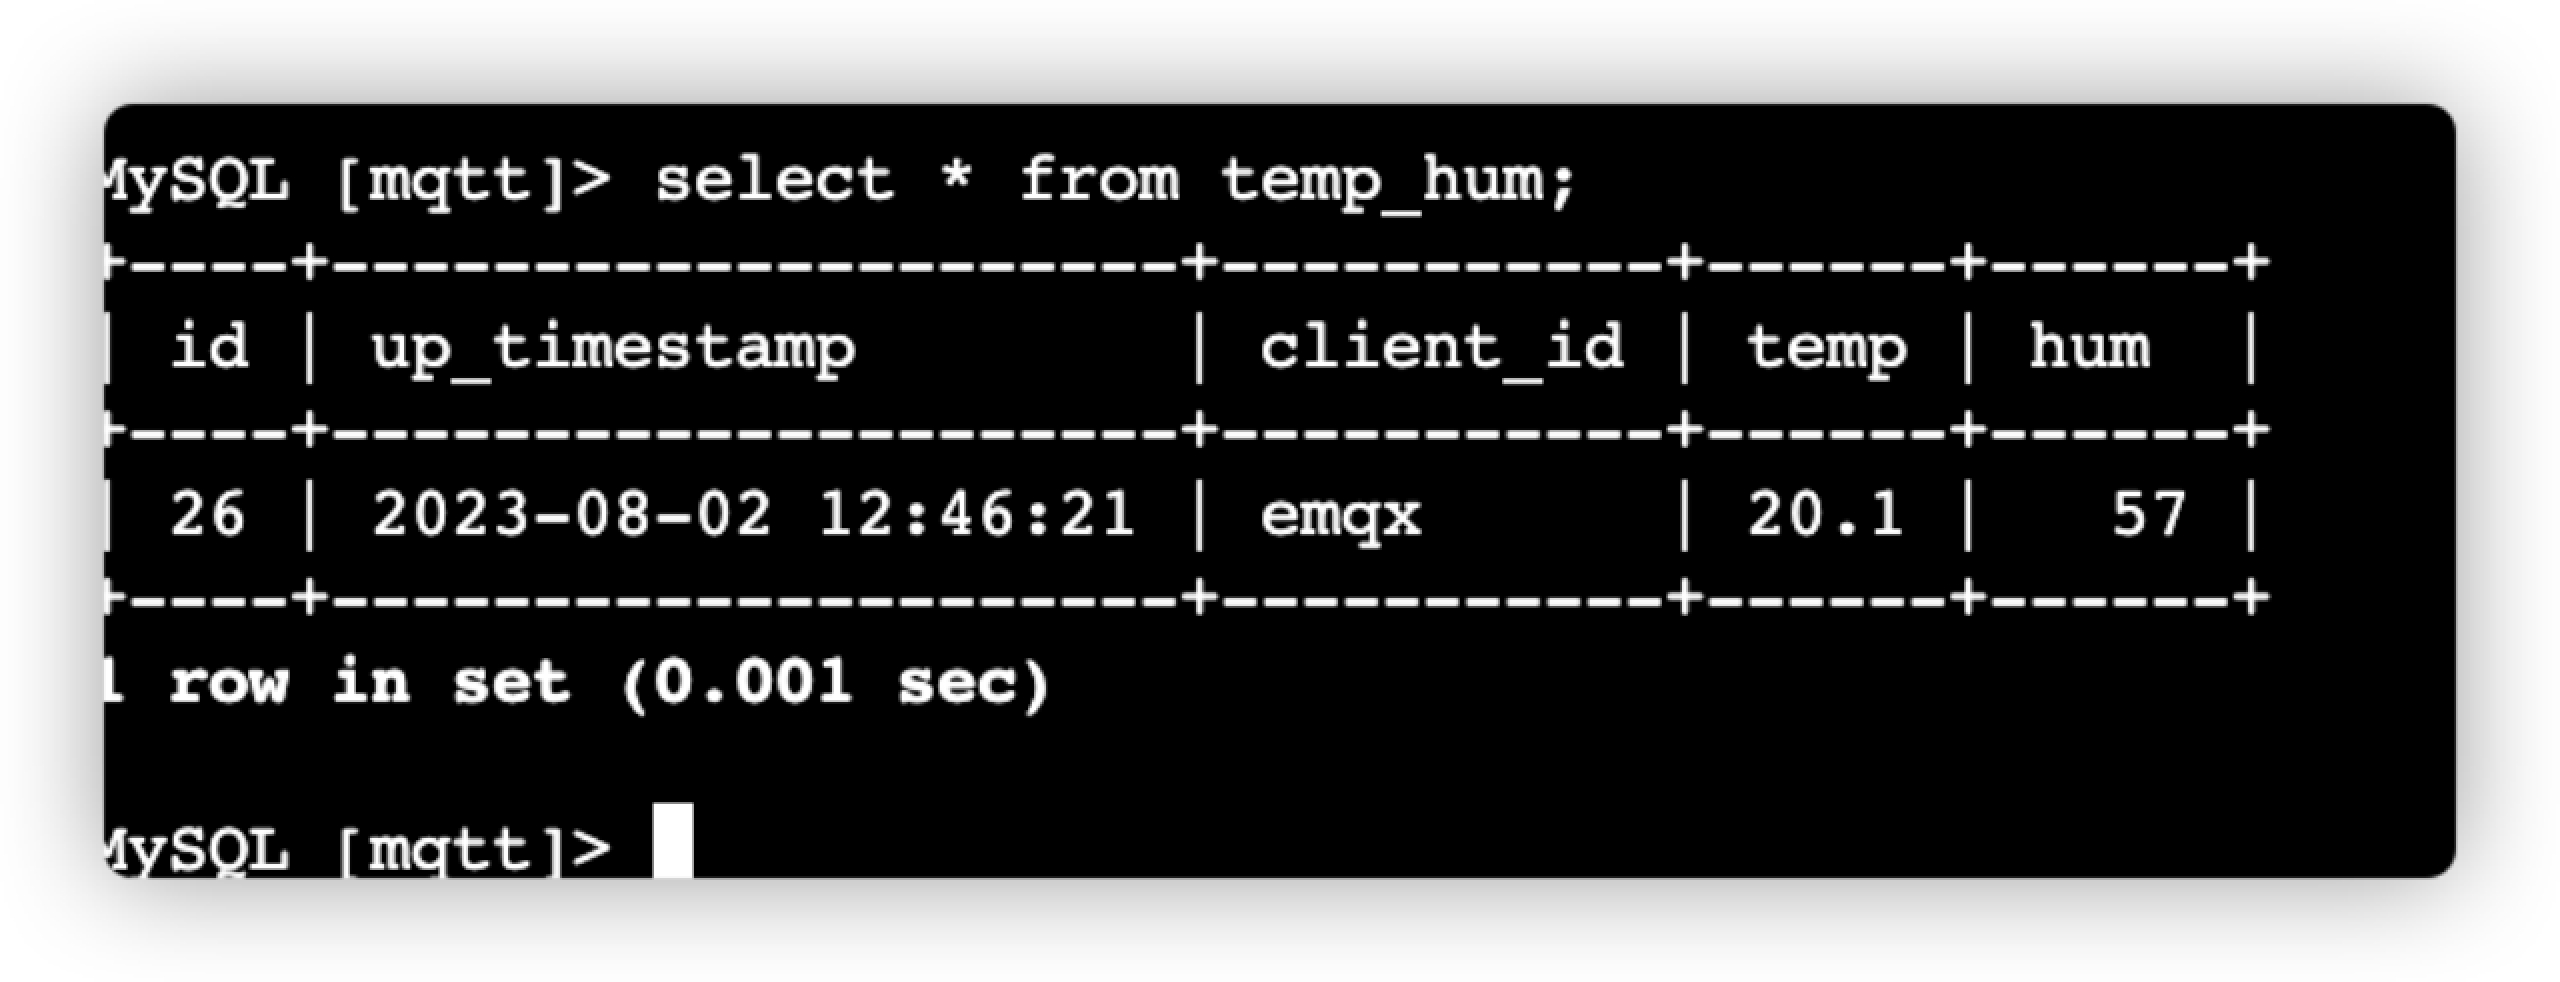 MySQL [mqtt]> select * from temp_hum;
+----+---------------------+-----------+------+------+
| id | up_timestamp        | client_id | temp | hum  |
+----+---------------------+-----------+------+------+
| 26 | 2023-08-02 12:46:21 | emqx      | 20.1 |   57 |
+----+---------------------+-----------+------+------+
1 row in set (0.001 sec)
MySQL [mqtt]>